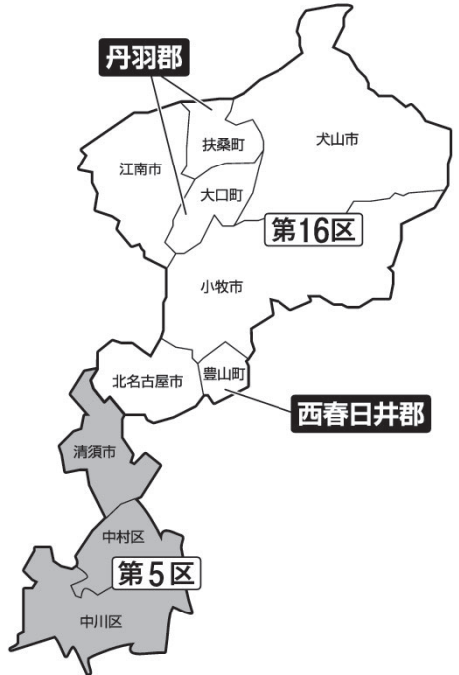 丹羽郡
扶桑町
犬山市
江南市
大口町
第16区
小牧市
北名古屋市
豊山町
西春日井郡
清須市
中村区
第5区
中川区